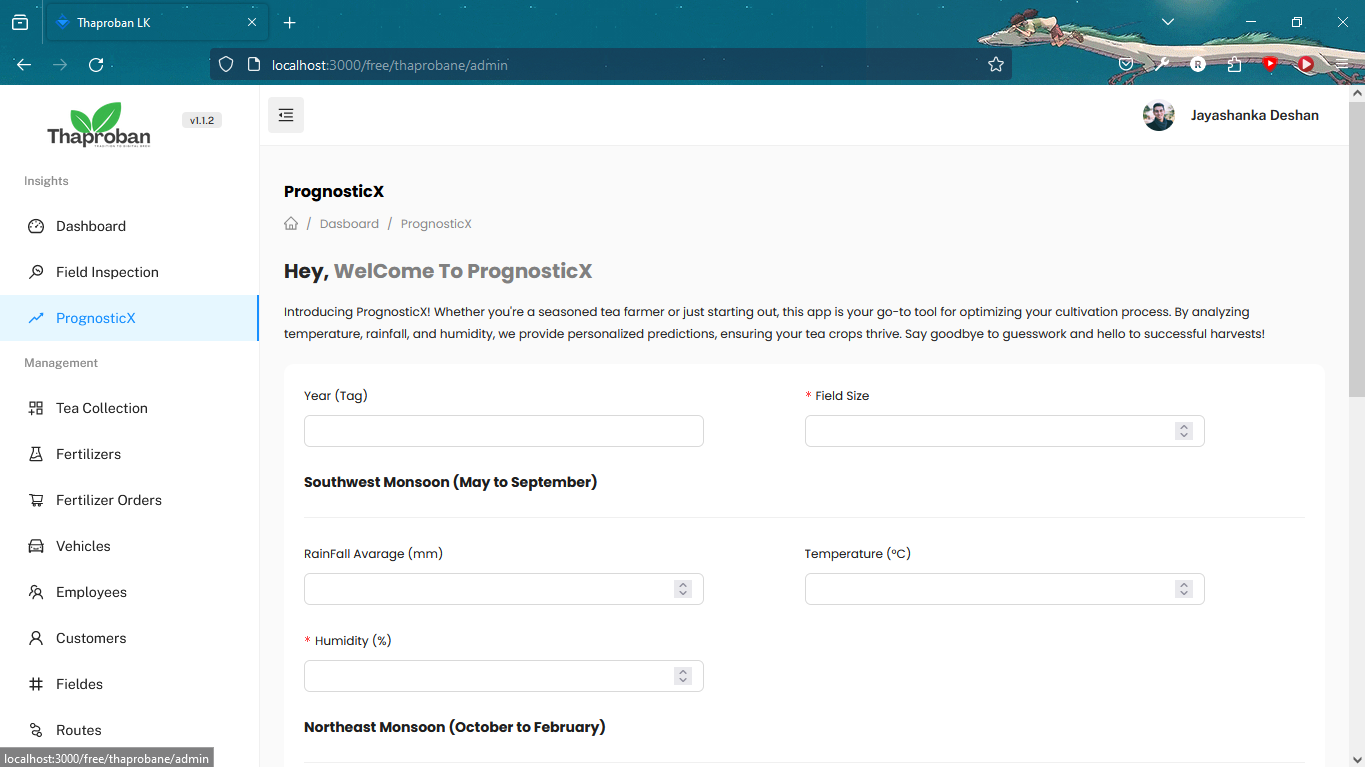 Thaproban LK
localhost:3000/free/thaprobane/admin
R
Thaproban
v1.1.2
Jayashanka Deshan
Insights
Dashboard
Field Inspection
PrognosticX
Management
Tea Collection
Fertilizers
Fertilizer Orders
Vehicles
Employees
Customers
Fieldes
Routes
PrognosticX
/ Dasboard / PrognosticX
Hey, WelCome To PrognosticX
Introducing PrognosticX! Whether you're a seasoned tea farmer or just starting out, this app is your go-to tool for optimizing your cultivation process. By analyzing
temperature, rainfall, and humidity, we provide personalized predictions, ensuring your tea crops thrive. Say goodbye to guesswork and hello to successful harvests!
Year (Tag)
* Field Size
Southwest Monsoon (May to September)
RainFall Avarage (mm)
Temperature (°C)
* Humidity (%)
Northeast Monsoon (October to February)
localhost:3000/free/thaprobane/admin